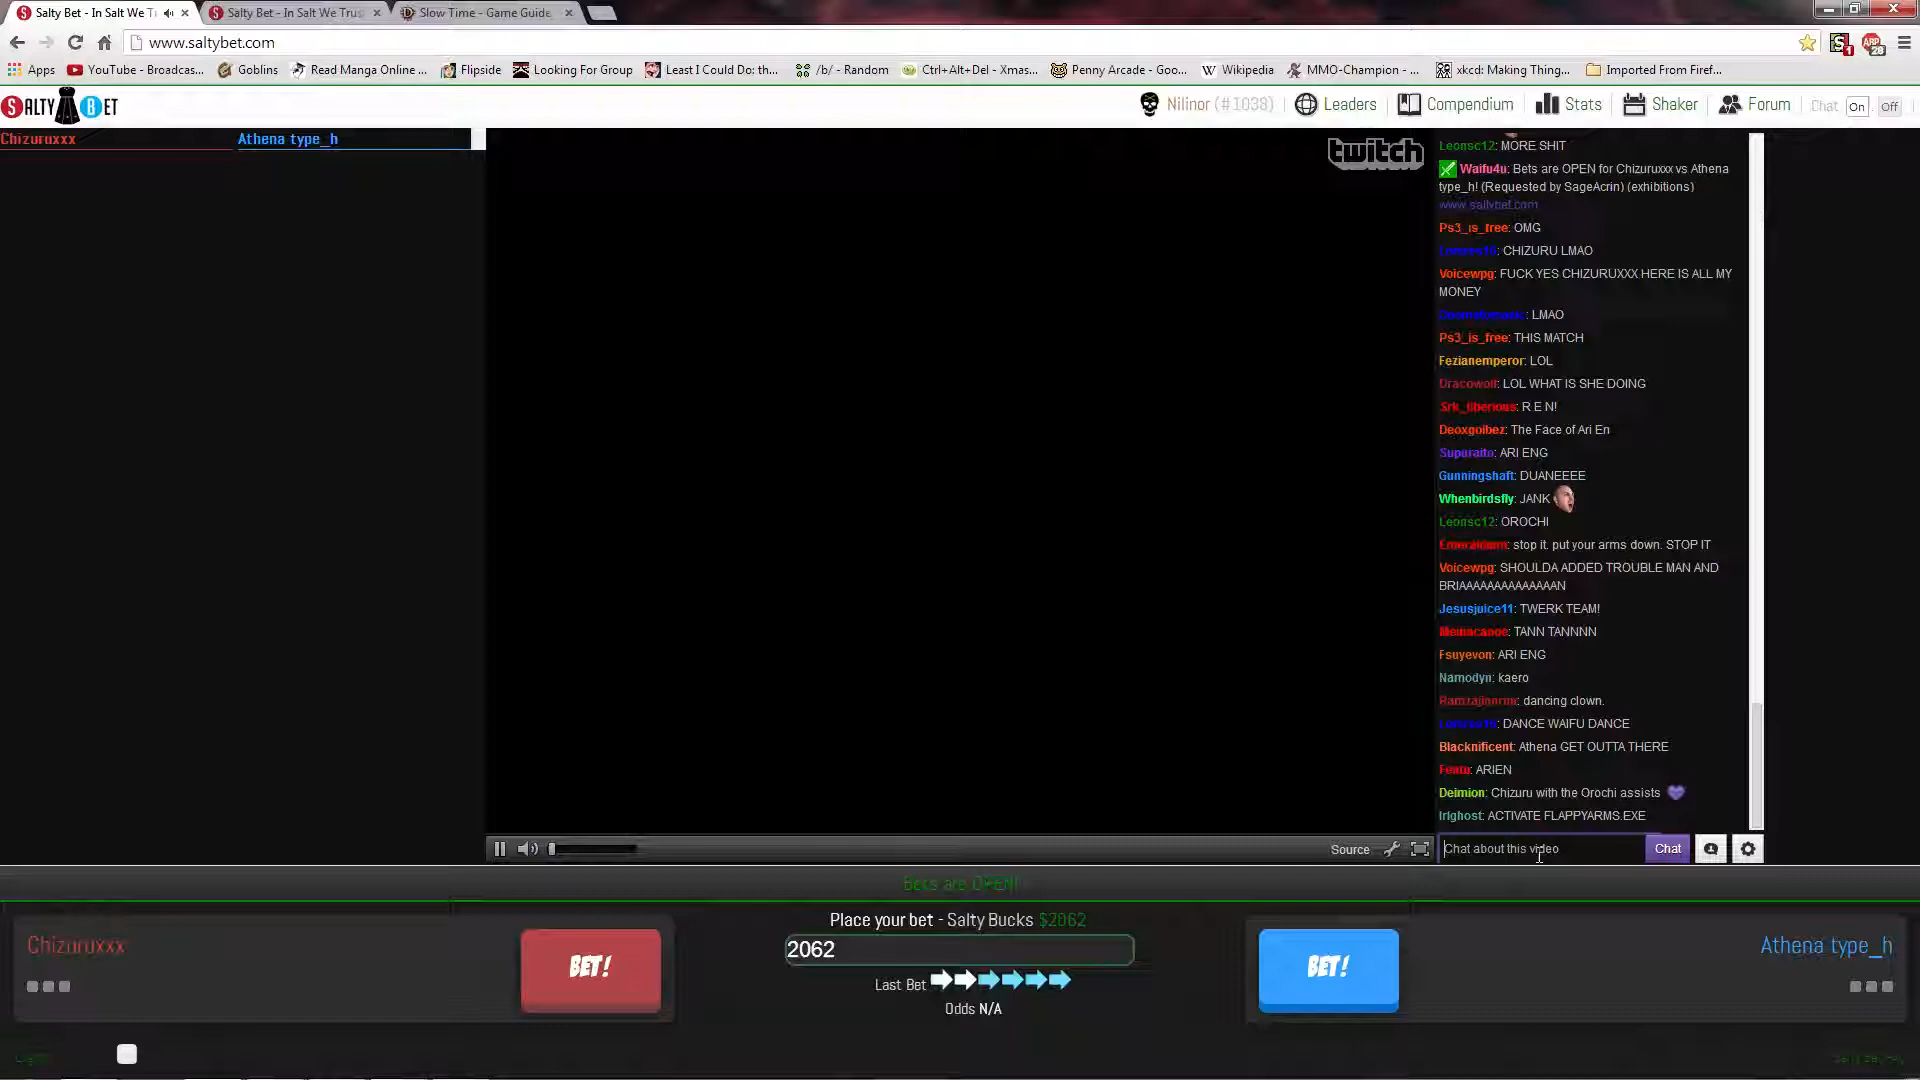 Salty Bet - In Salt We Tr
Salty Bet - In Salt We Trus
Slow Time - Game Guide
www.saltybet.com
1
28
Apps
YouTube - Broadcas...
Goblins
Read Manga Online ...
Flipside
Looking For Group
Least I Could Do: th...
/b/ - Random
Ctrl+Alt+Del - Xmas...
Penny Arcade - Goo...
Wikipedia
MMO-Champion - ...
xkcd: Making Thing...
Imported From Firef...
SALTY BET
Nilinor (#1038)
Leaders
Compendium
Stats
Shaker
Forum
Chat On Off
Chizuruxxx
Athena type_h
twitch
Leonsc12: MORE SHIT
Waifu4u: Bets are OPEN for Chizuruxxx vs Athena
type_h! (Requested by SageAcrin) (exhibitions)
www.saltybet.com
Ps3_is_free: OMG
: CHIZURU LMAO
Voicewpg: FUCK YES CHIZURUXXX HERE IS ALL MY
MONEY
: LMAO
Ps3_is_free: THIS MATCH
Fezianemperor: LOL
Dracowolf: LOL WHAT IS SHE DOING
Srk_tiberious: R E N!
Deoxgolbez: The Face of Ari En
Supuraito: ARI ENG
Gunningshaft: DUANEEEE
Whenbirdsfly: JANK
Leonsc12: OROCHI
: stop it. put your arms down. STOP IT
Voicewpg: SHOULDA ADDED TROUBLE MAN AND
BRIAAAAAAAAAAAAAN
Jesusjuice11: TWERK TEAM!
: TANN TANNNN
Fsuyevon: ARI ENG
Namodyn: kaero
: dancing clown.
: DANCE WAIFU DANCE
Blacknificent: Athena GET OUTTA THERE
: ARIEN
Deimion: Chizuru with the Orochi assists
Irighost: ACTIVATE FLAPPYARMS.EXE
Source
Chat about this video
Chat
Bets are OPEN!
Chizuruxxx
BET!
Place your bet - Salty Bucks $2062
2062
Last Bet
Odds N/A
BET!
Athena type_h